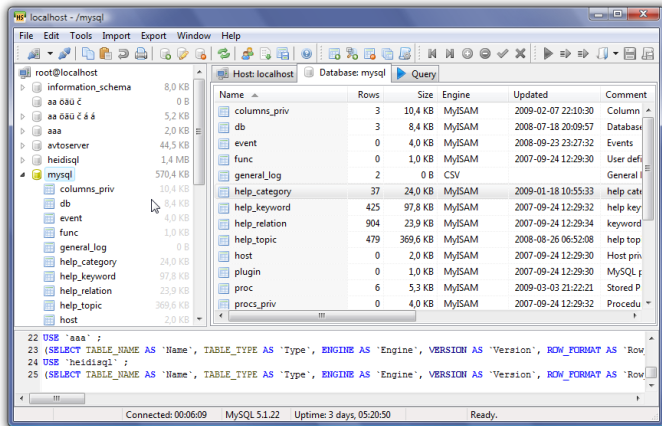 localhost - /mysql
File Edit Tools Import Export Window Help
root@localhost
information_schema 8,0 KB
aa öäü č 0 B
aa öäü č á á 5,2 KB
aaa 2,0 KB
avtoserver 44,5 KB
heidisql 1,4 MB
mysql 570,4 KB
columns_priv 10,4 KB
db 8,4 KB
event 4,0 KB
func 1,0 KB
general_log 0 B
help_category 24,0 KB
help_keyword 97,8 KB
help_relation 23,9 KB
help_topic 369,6 KB
host 2,0 KB
Host: localhost Database: mysql Query
Name Rows Size Engine Updated Comment
columns_priv 3 10,4 KB MyISAM 2009-02-07 22:10:30 Column
db 3 8,4 KB MyISAM 2008-07-18 20:09:57 Database
event 0 4,0 KB MyISAM 2008-09-23 23:27:32 Events
func 0 1,0 KB MyISAM 2007-09-24 12:29:30 User defi
general_log 2 0 B CSV General l
help_category 37 24,0 KB MyISAM 2009-01-18 10:55:33 help cate
help_keyword 425 97,8 KB MyISAM 2007-09-24 12:29:34 help key
help_relation 904 23,9 KB MyISAM 2007-09-24 12:29:34 keyword
help_topic 479 369,6 KB MyISAM 2008-08-26 06:52:08 help top
host 0 2,0 KB MyISAM 2007-09-24 12:29:30 Host priv
plugin 0 1,0 KB MyISAM 2007-09-24 12:29:30 MySQL p
proc 6 5,3 KB MyISAM 2009-03-03 21:22:21 Stored P
procs_priv 0 4,0 KB MyISAM 2007-09-24 12:29:32 Procedu
22 USE `aaa` ;
23 (SELECT TABLE_NAME AS `Name`, TABLE_TYPE AS `Type`, ENGINE AS `Engine`, VERSION AS `Version`, ROW_FORMAT AS `Row_
24 USE `heidisql` ;
25 (SELECT TABLE_NAME AS `Name`, TABLE_TYPE AS `Type`, ENGINE AS `Engine`, VERSION AS `Version`, ROW_FORMAT AS `Row_
Connected: 00:06:09 MySQL 5.1.22 Uptime: 3 days, 05:20:50 Ready.